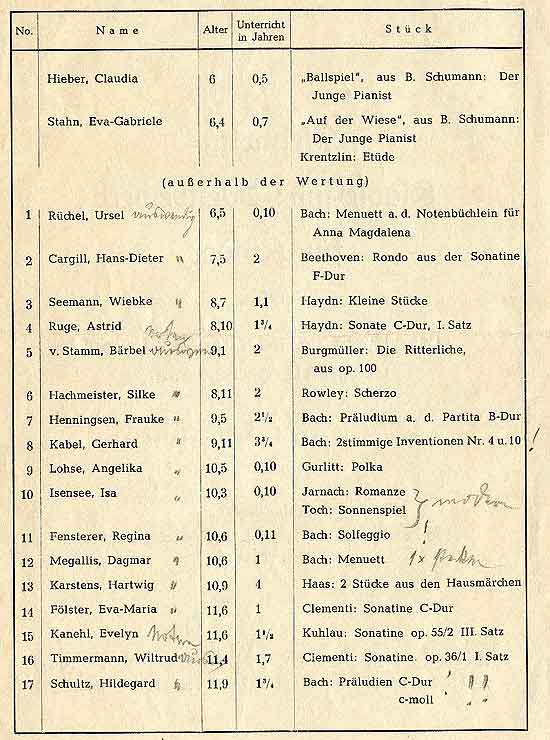 No. Name Alter Unterricht in Jahren Stück
Hieber, Claudia 6 0,5 „Ballspiel", aus B. Schumann: Der
Junge Pianist
Stahn, Eva-Gabriele 6,4 0,7 „Auf der Wiese", aus B. Schumann:
Der Junge Pianist
Krentzlin: Etüde
(außerhalb der Wertung)
1 Rüchel, Ursel auswendig 6,5 0,10 Bach: Menuett a. d. Notenbüchlein für
Anna Magdalena
2 Cargill, Hans-Dieter " 7,5 2 Beethoven: Rondo aus der Sonatine
F-Dur
3 Seemann, Wiebke " 8,7 1,1 Haydn: Kleine Stücke
4 Ruge, Astrid Noten 8,10 1³/₄ Haydn: Sonate C-Dur, I. Satz
5 v. Stamm, Bärbel 9,1 2 Burgmüller: Die Ritterliche,
aus op. 100
6 Hachmeister, Silke " 8,11 2 Rowley: Scherzo
7 Henningsen, Frauke " 9,5 2¹/₂ Bach: Präludium a. d. Partita B-Dur
8 Kabel, Gerhard " 9,11 3³/₄ Bach: 2stimmige Inventionen Nr. 4 u. 10 !
9 Lohse, Angelika " 10,5 0,10 Gurlitt: Polka
10 Isensee, Isa " 10,3 0,10 Jarnach: Romanze
Toch: Sonnenspiel } modern
11 Fensterer, Regina " 10,6 0,11 Bach: Solfeggio !
12 Megallis, Dagmar " 10,6 1 Bach: Menuett 1x
13 Karstens, Hartwig " 10,9 4 Haas: 2 Stücke aus den Hausmärchen
14 Fölster, Eva-Maria " 11,6 1 Clementi: Sonatine C-Dur
15 Kanehl, Evelyn Noten 11,6 1¹/₂ Kuhlau: Sonatine op. 55/2 III. Satz
16 Timmermann, Wiltrud 11,4 1,7 Clementi: Sonatine op. 36/1 I. Satz
17 Schultz, Hildegard " 11,9 1³/₄ Bach: Präludien C-Dur ! !!
c-moll